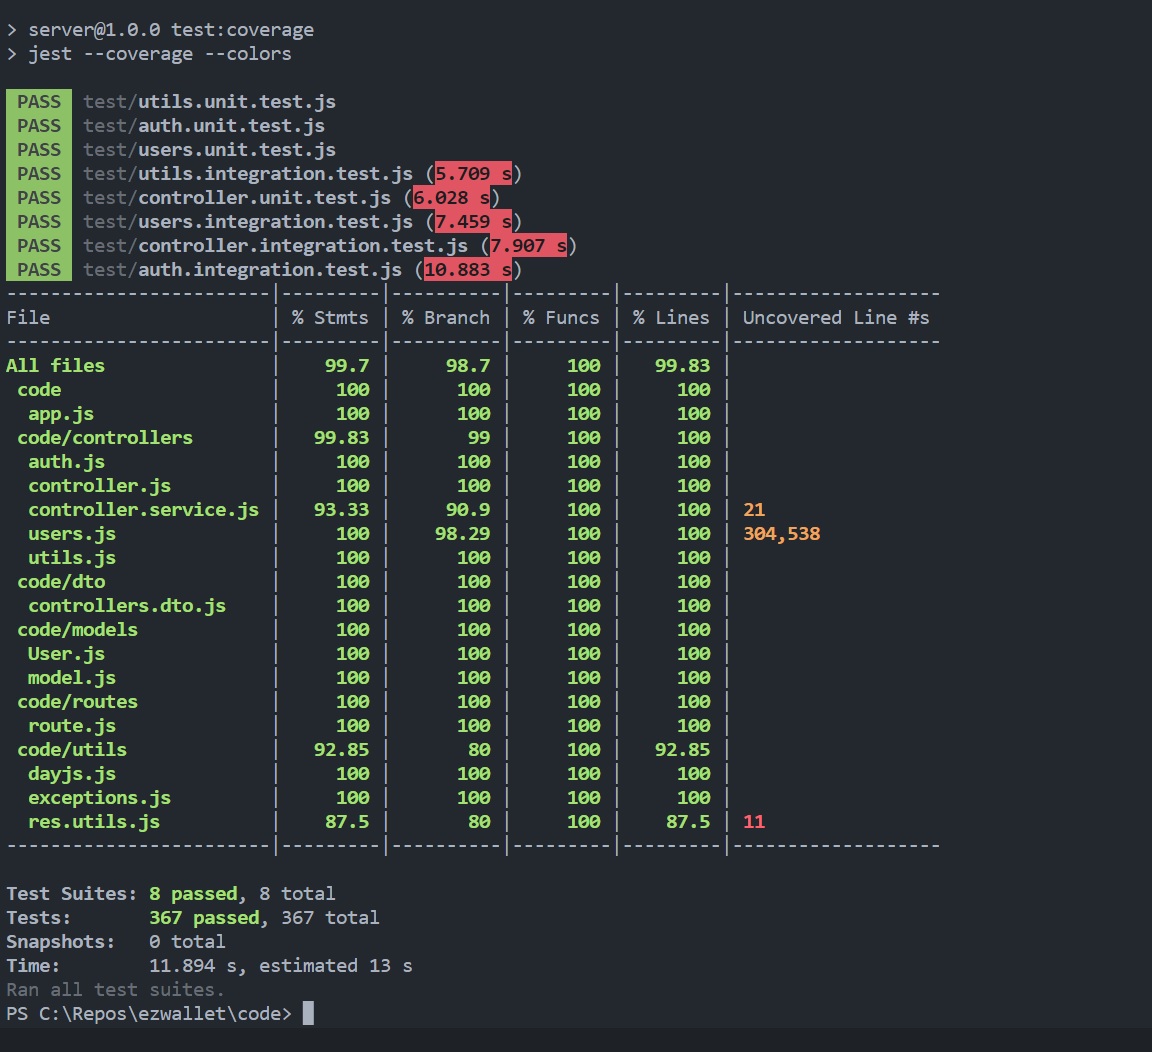 > server@1.0.0 test:coverage
> jest --coverage --colors
PASS test/utils.unit.test.js
PASS test/auth.unit.test.js
PASS test/users.unit.test.js
PASS test/utils.integration.test.js (5.709 s)
PASS test/controller.unit.test.js (6.028 s)
PASS test/users.integration.test.js (7.459 s)
PASS test/controller.integration.test.js (7.907 s)
PASS test/auth.integration.test.js (10.883 s)
------------------------|---------|----------|---------|---------|-------------------
File                    | % Stmts | % Branch | % Funcs | % Lines | Uncovered Line #s
------------------------|---------|----------|---------|---------|-------------------
All files               |    99.7 |     98.7 |     100 |   99.83 |
 code                   |     100 |      100 |     100 |     100 |
  app.js                |     100 |      100 |     100 |     100 |
 code/controllers       |   99.83 |       99 |     100 |     100 |
  auth.js               |     100 |      100 |     100 |     100 |
  controller.js         |     100 |      100 |     100 |     100 |
  controller.service.js |   93.33 |     90.9 |     100 |     100 | 21
  users.js              |     100 |    98.29 |     100 |     100 | 304,538
  utils.js              |     100 |      100 |     100 |     100 |
 code/dto               |     100 |      100 |     100 |     100 |
  controllers.dto.js    |     100 |      100 |     100 |     100 |
 code/models            |     100 |      100 |     100 |     100 |
  User.js               |     100 |      100 |     100 |     100 |
  model.js              |     100 |      100 |     100 |     100 |
 code/routes            |     100 |      100 |     100 |     100 |
  route.js              |     100 |      100 |     100 |     100 |
 code/utils             |   92.85 |       80 |     100 |   92.85 |
  dayjs.js              |     100 |      100 |     100 |     100 |
  exceptions.js         |     100 |      100 |     100 |     100 |
  res.utils.js          |    87.5 |       80 |     100 |    87.5 | 11
------------------------|---------|----------|---------|---------|-------------------
Test Suites: 8 passed, 8 total
Tests:       367 passed, 367 total
Snapshots:   0 total
Time:        11.894 s, estimated 13 s
Ran all test suites.
PS C:\Repos\ezwallet\code>